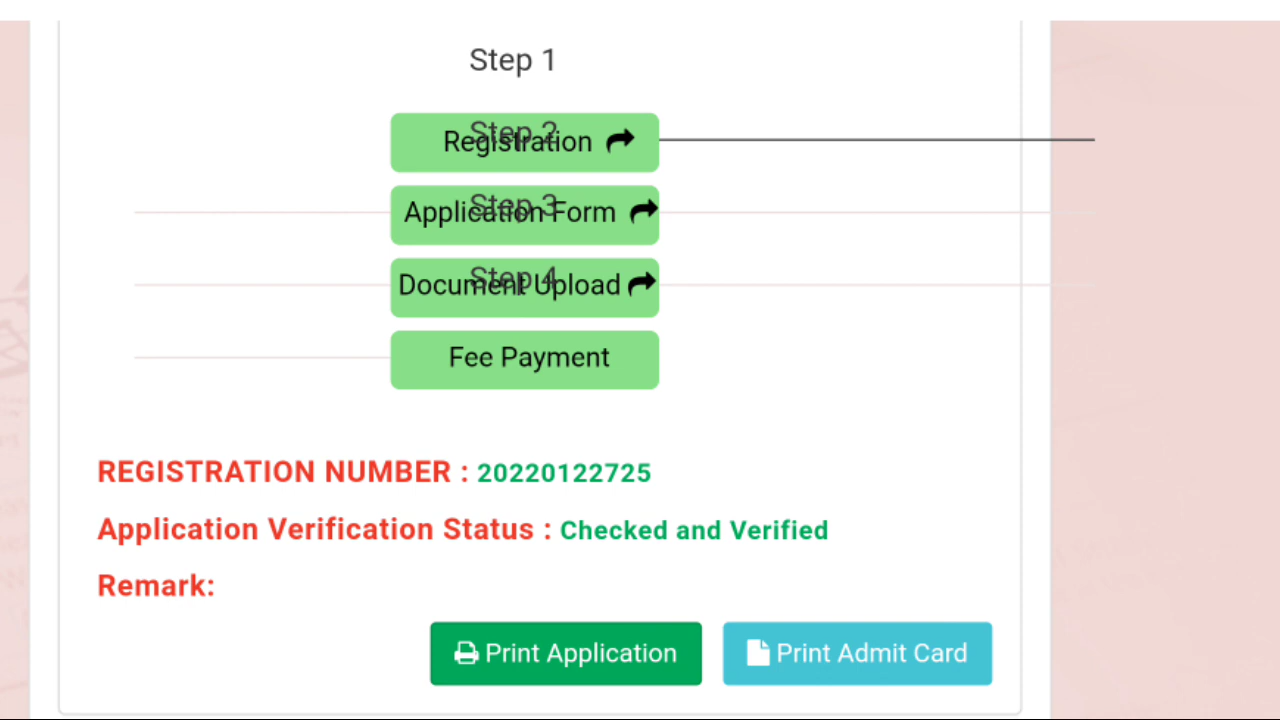 Step 1
Registration
Step 2
Application Form
Step 3
Document Upload
Step 4
Fee Payment
REGISTRATION NUMBER : 20220122725
Application Verification Status : Checked and Verified
Remark:
Print Application Print Admit Card